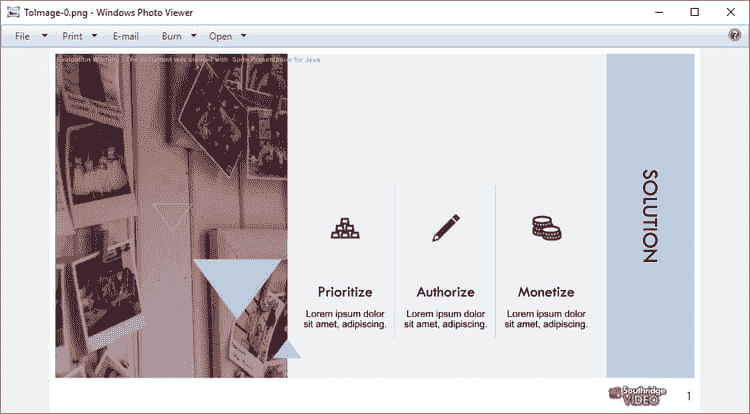 ToImage-0.png - Windows Photo Viewer
File Print E-mail Burn Open
Evaluation Warning : The document was created with Spire.Presentation for Java
SOLUTION
Prioritize Authorize Monetize
Lorem ipsum dolor Lorem ipsum dolor Lorem ipsum dolor
sit amet, adipiscing. sit amet, adipiscing. sit amet, adipiscing.
Southridge
VIDEO
1